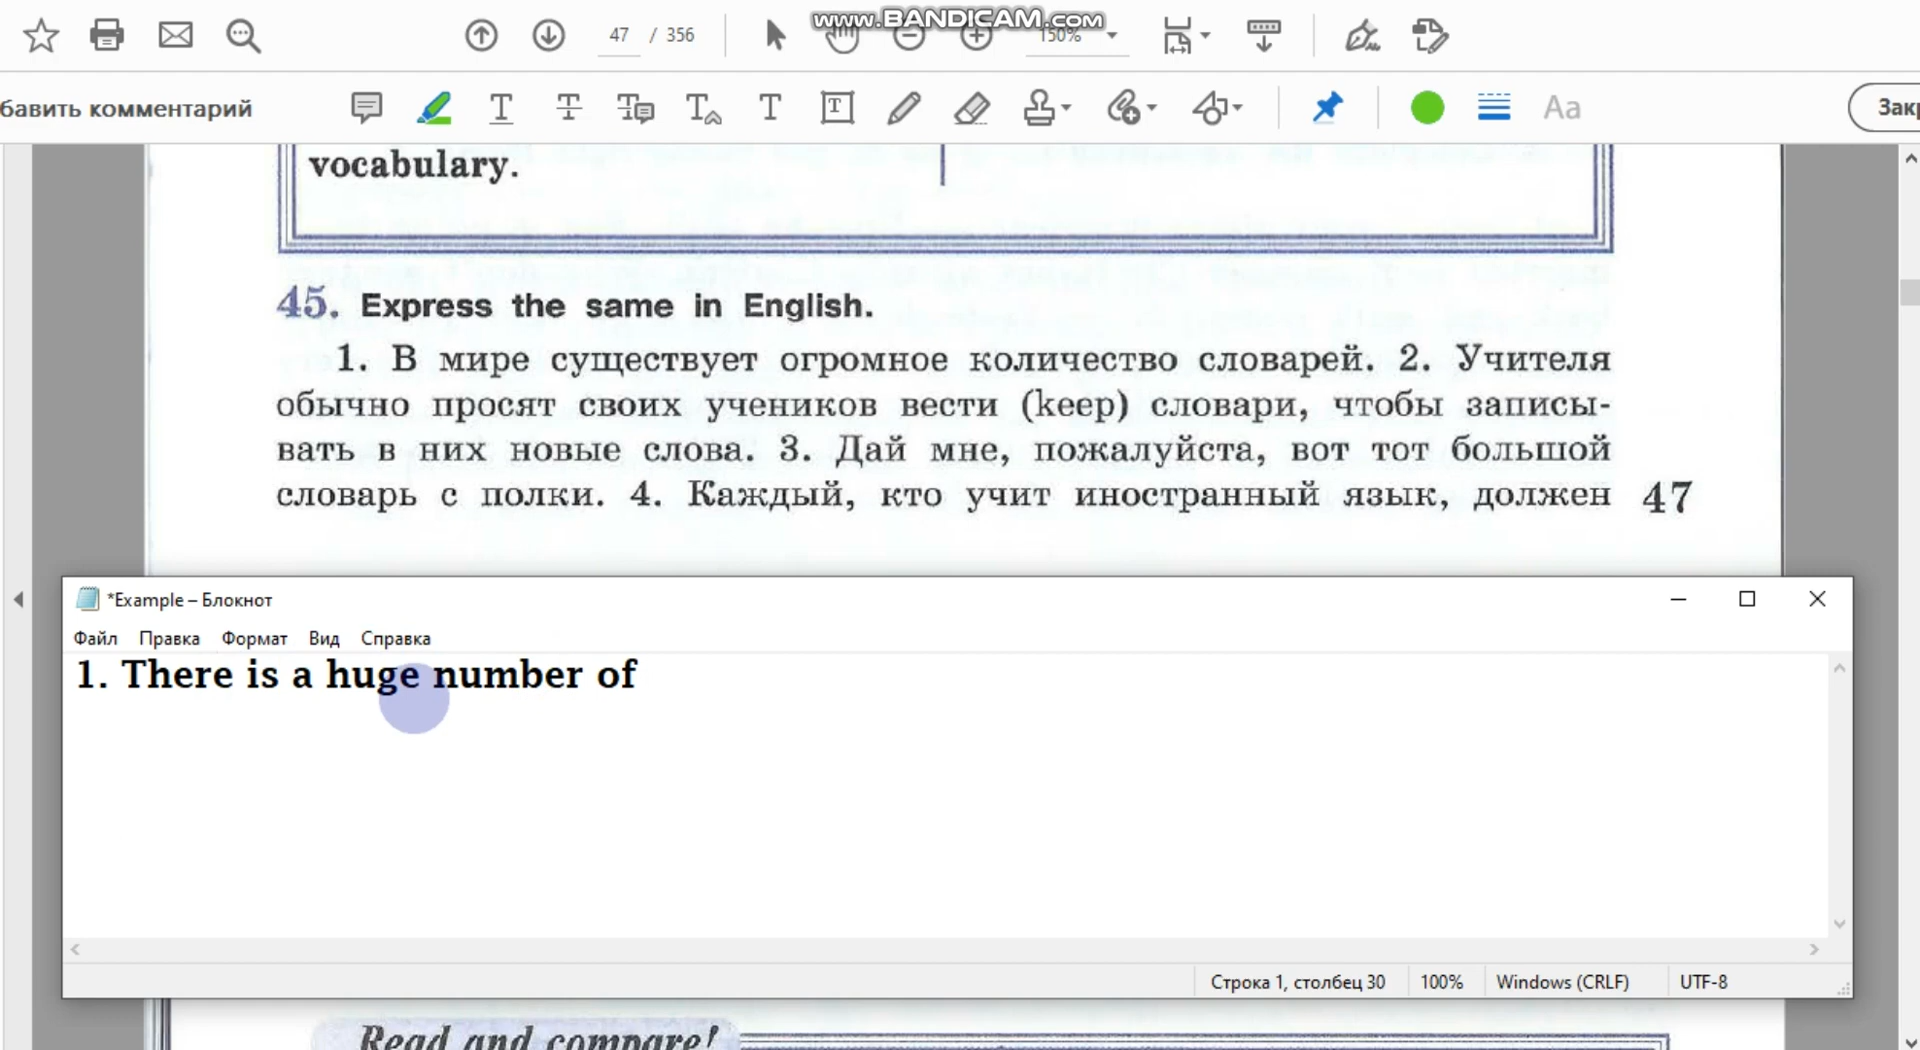 www.BANDICAM.com
47 / 356
150%
бавить комментарий
Aa
Зак
vocabulary.
45. Express the same in English.
1. В мире существует огромное количество словарей. 2. Учителя
обычно просят своих учеников вести (keep) словари, чтобы записы-
вать в них новые слова. 3. Дай мне, пожалуйста, вот тот большой
словарь с полки. 4. Каждый, кто учит иностранный язык, должен 47
*Example – Блокнот
Файл Правка Формат Вид Справка
1. There is a huge number of
Строка 1, столбец 30 100% Windows (CRLF) UTF-8
Read and compare!